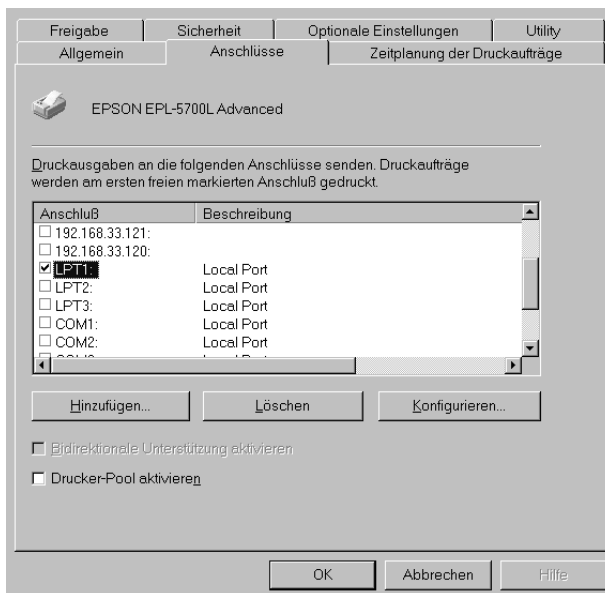 Freigabe Sicherheit Optionale Einstellungen Utility
Allgemein Anschlüsse Zeitplanung der Druckaufträge
EPSON EPL-5700L Advanced
Druckausgaben an die folgenden Anschlüsse senden. Druckaufträge
werden am ersten freien markierten Anschluß gedruckt.
Anschluß Beschreibung
192.168.33.121:
192.168.33.120:
LPT1: Local Port
LPT2: Local Port
LPT3: Local Port
COM1: Local Port
COM2: Local Port
Hinzufügen... Löschen Konfigurieren...
Bidirektionale Unterstützung aktivieren
Drucker-Pool aktivieren
OK Abbrechen Hilfe